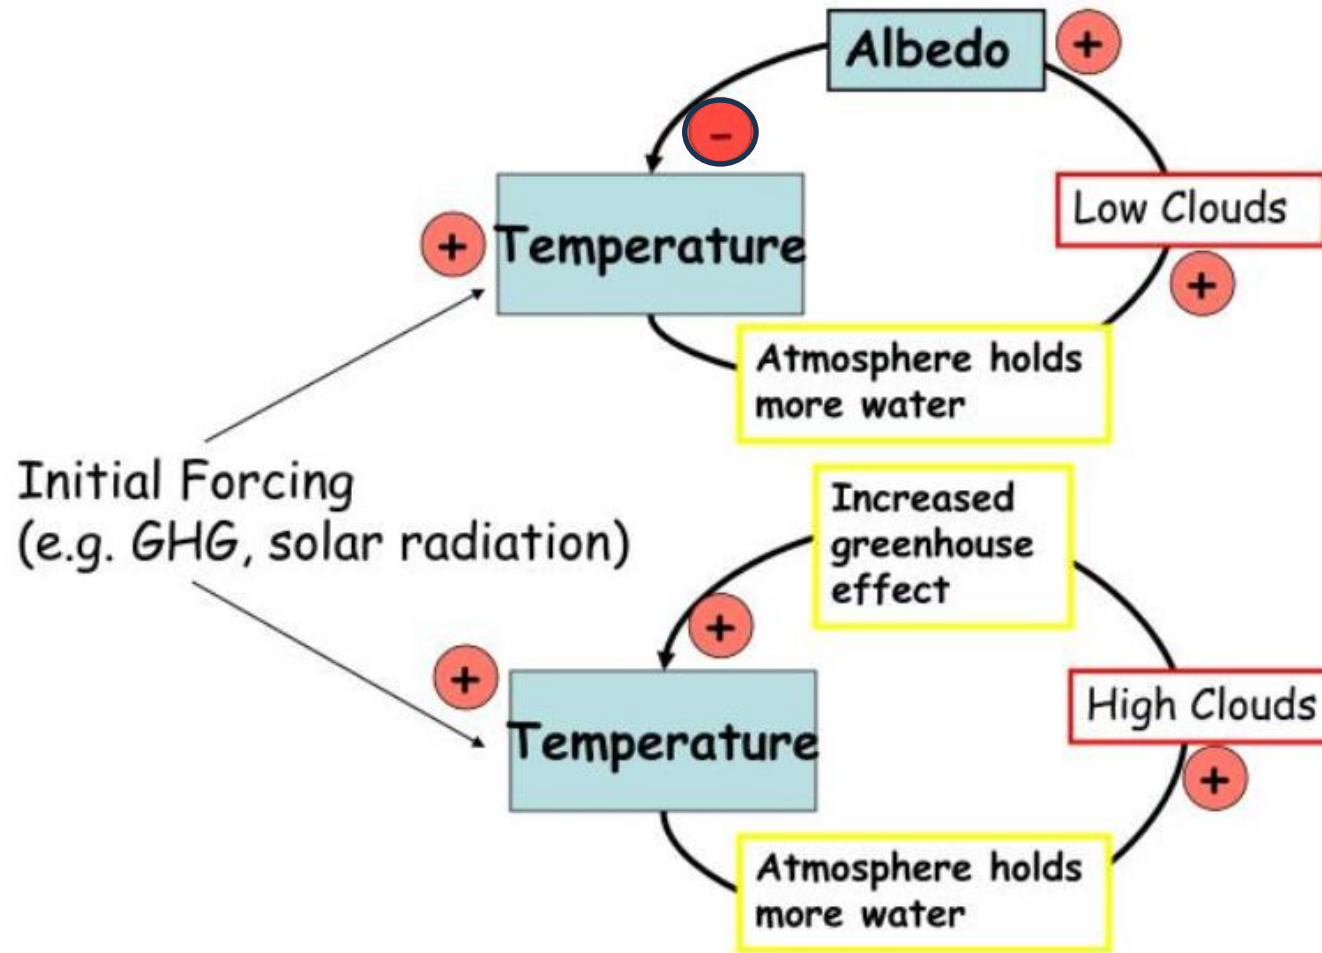 Albedo
+
−
Low Clouds
+
Temperature
+
Atmosphere holds
more water
Initial Forcing
(e.g. GHG, solar radiation)
Increased
greenhouse
effect
+
High Clouds
+
Temperature
+
Atmosphere holds
more water